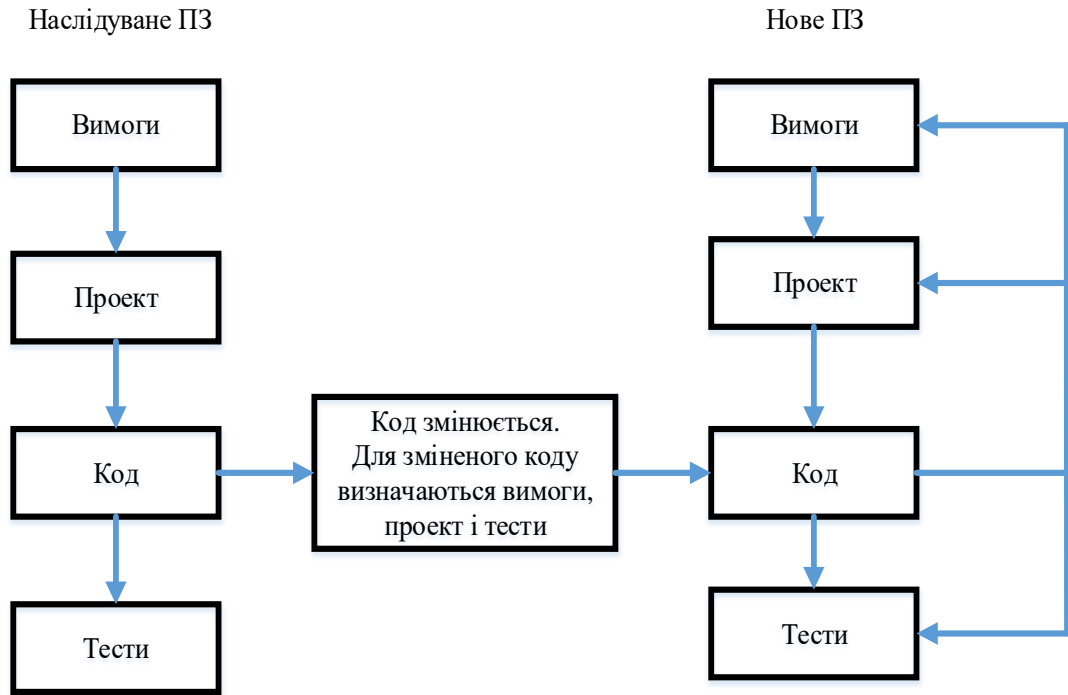 Наслідуване ПЗ
Нове ПЗ
Вимоги
Вимоги
Проект
Проект
Код
Код змінюється.
Для зміненого коду
визначаються вимоги,
проект і тести
Код
Тести
Тести